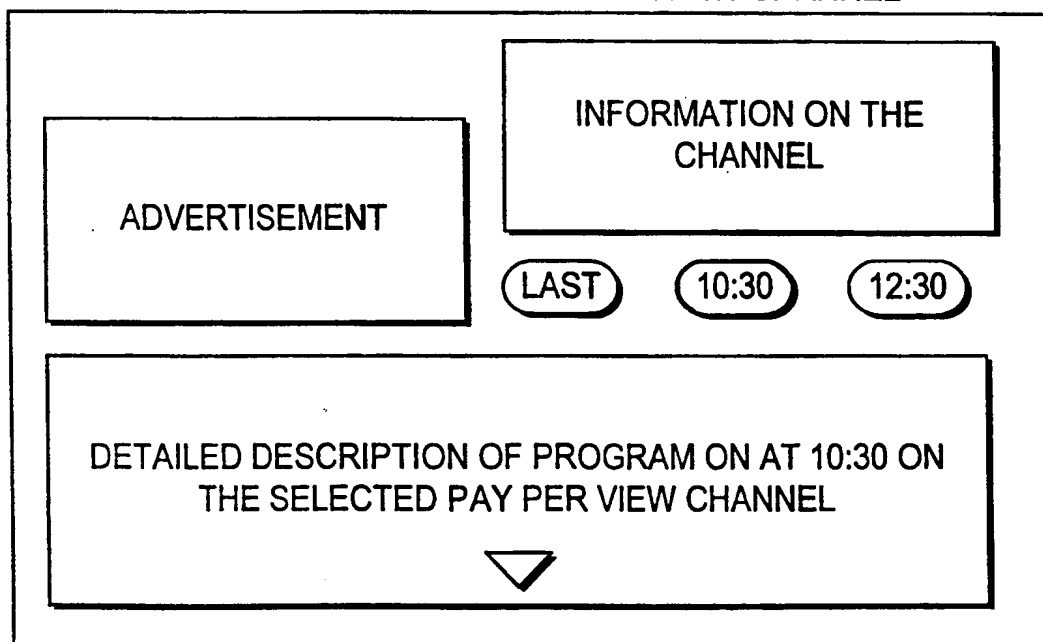 ADVERTISEMENT
INFORMATION ON THE
CHANNEL
LAST
10:30
12:30
DETAILED DESCRIPTION OF PROGRAM ON AT 10:30 ON
THE SELECTED PAY PER VIEW CHANNEL